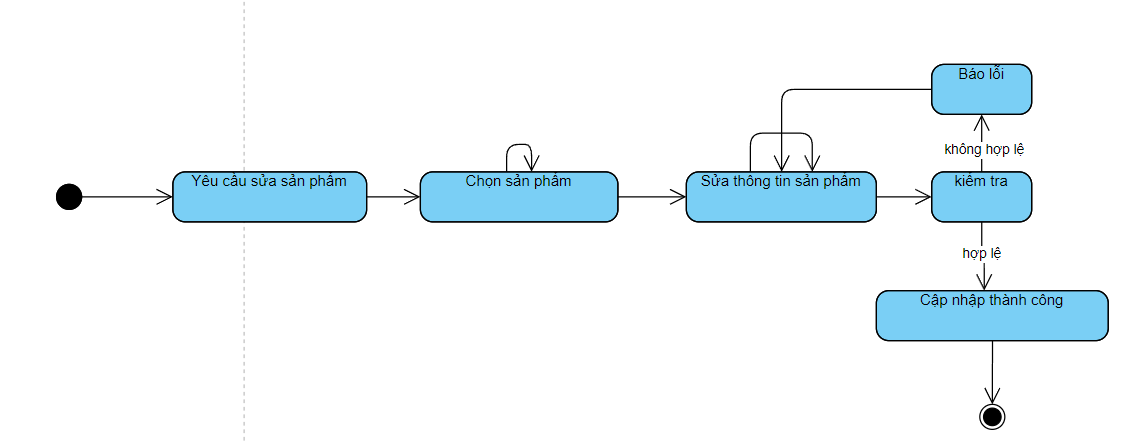 Báo lỗi
không hợp lệ
Yêu cầu sửa sản phẩm
Chọn sản phẩm
Sửa thông tin sản phẩm
kiểm tra
hợp lệ
Cập nhập thành công